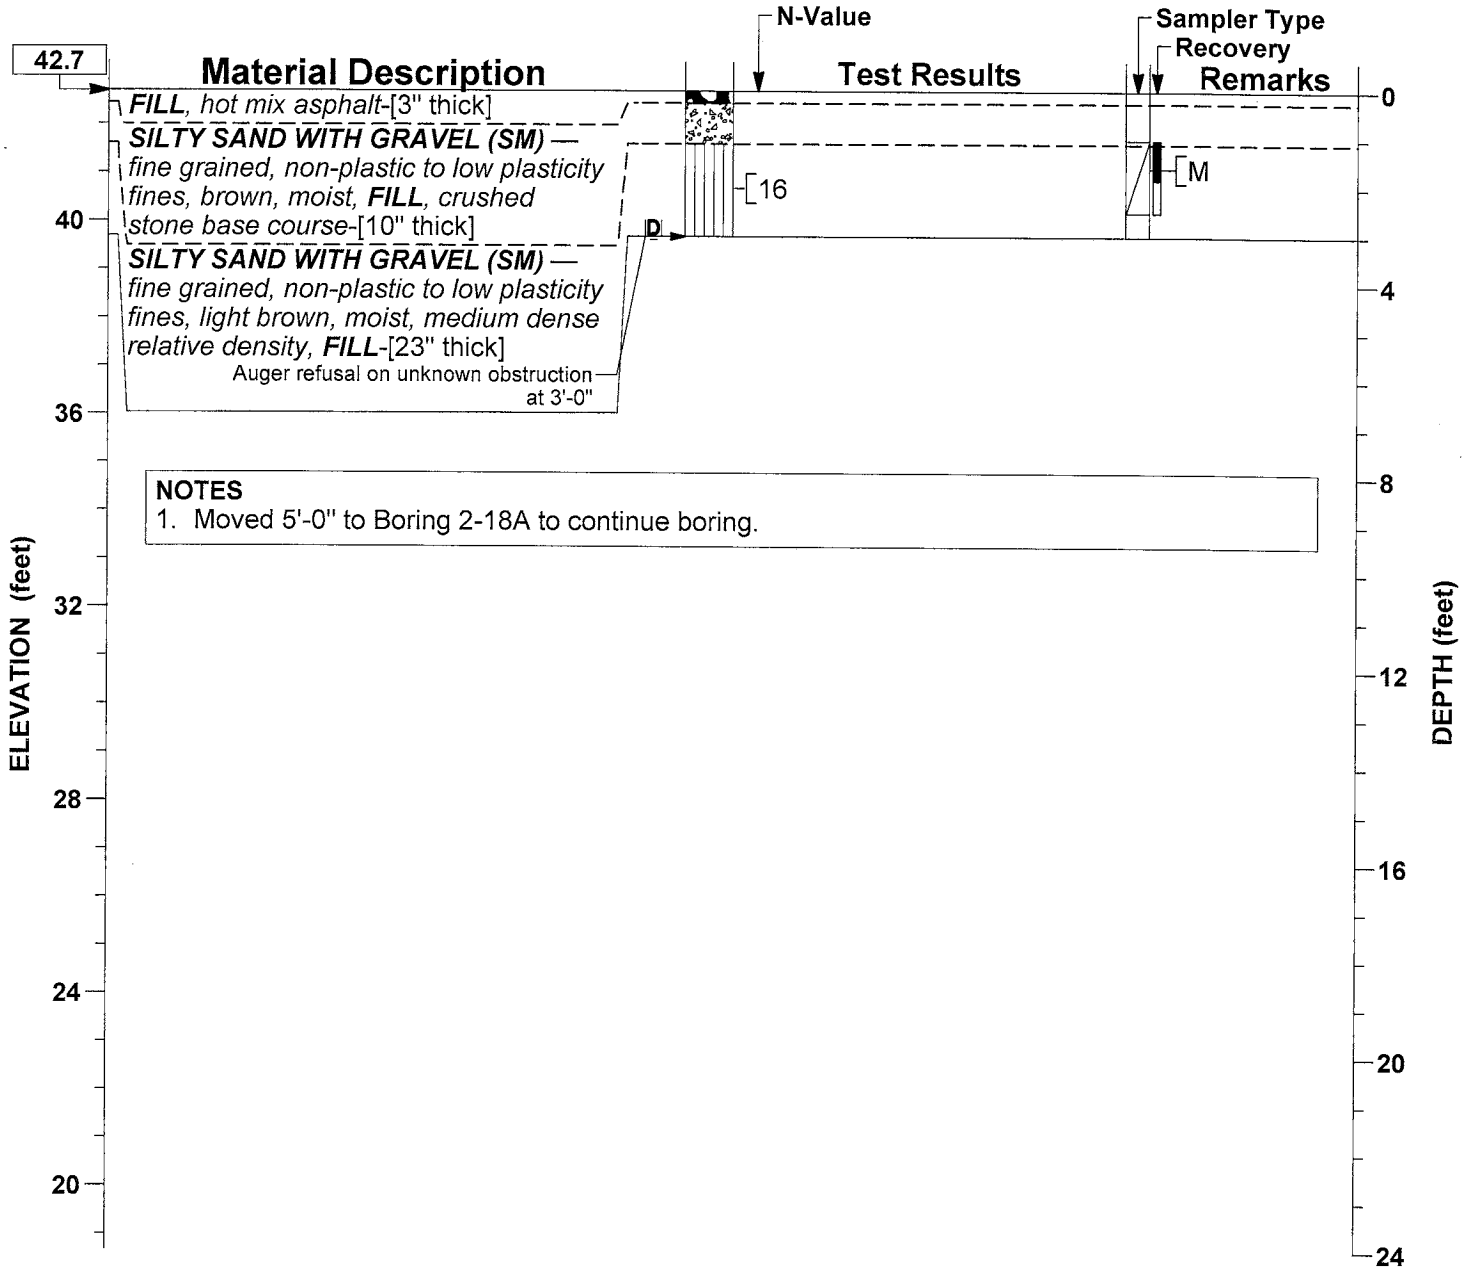 N-Value
Sampler Type
Recovery
42.7
Material Description
Test Results
Remarks
FILL, hot mix asphalt-[3" thick]
SILTY SAND WITH GRAVEL (SM) —
fine grained, non-plastic to low plasticity
fines, brown, moist, FILL, crushed
stone base course-[10" thick]
SILTY SAND WITH GRAVEL (SM) —
fine grained, non-plastic to low plasticity
fines, light brown, moist, medium dense
relative density, FILL-[23" thick]
Auger refusal on unknown obstruction
at 3'-0"
D
[16
[M
NOTES
1. Moved 5'-0" to Boring 2-18A to continue boring.
ELEVATION (feet)
40
36
32
28
24
20
DEPTH (feet)
0
4
8
12
16
20
24